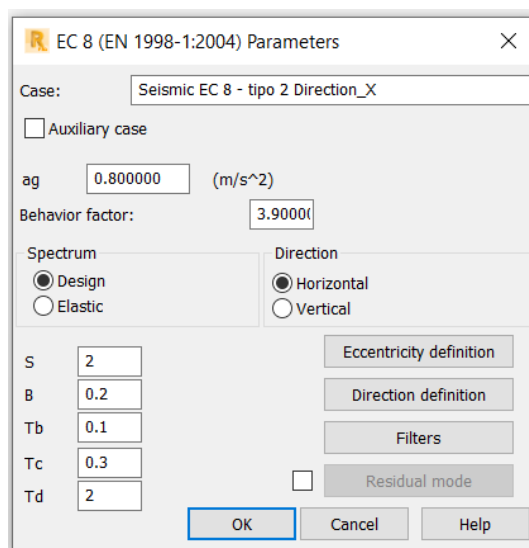 EC 8 (EN 1998-1:2004) Parameters
Case: Seismic EC 8 - tipo 2 Direction_X
Auxiliary case
ag 0.800000 (m/s^2)
Behavior factor: 3.9000(
Spectrum
Design
Elastic
Direction
Horizontal
Vertical
S 2
B 0.2
Tb 0.1
Tc 0.3
Td 2
Eccentricity definition
Direction definition
Filters
Residual mode
OK Cancel Help